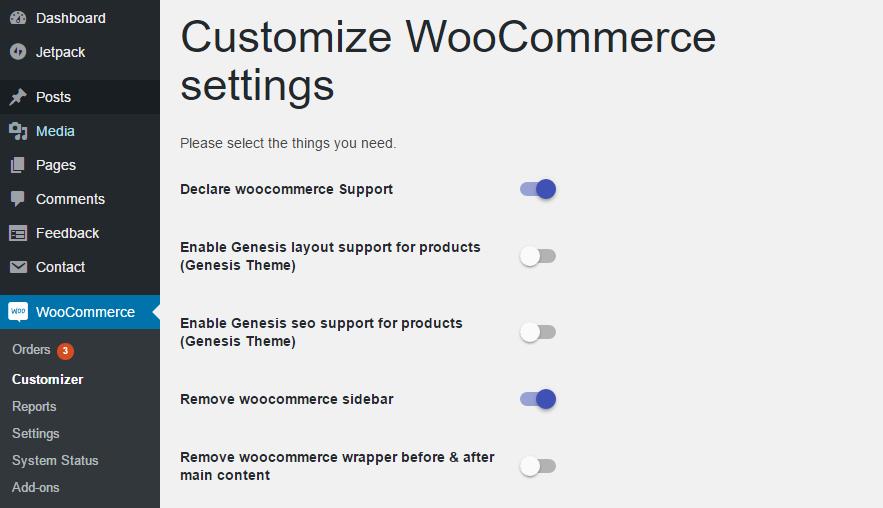 Dashboard
Jetpack
Posts
Media
Pages
Comments
Feedback
Contact
woo WooCommerce
Orders 3
Customizer
Reports
Settings
System Status
Add-ons
Customize WooCommerce
settings
Please select the things you need.
Declare woocommerce Support
Enable Genesis layout support for products
(Genesis Theme)
Enable Genesis seo support for products
(Genesis Theme)
Remove woocommerce sidebar
Remove woocommerce wrapper before & after
main content